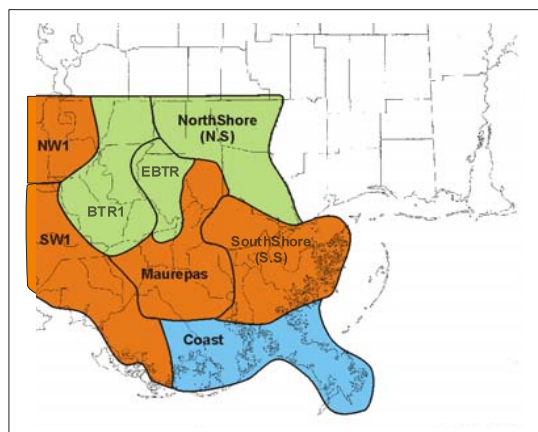 NorthShore
(N.S)
NW1
EBTR
BTR1
SW1
SouthShore
(S.S)
Maurepas
Coast